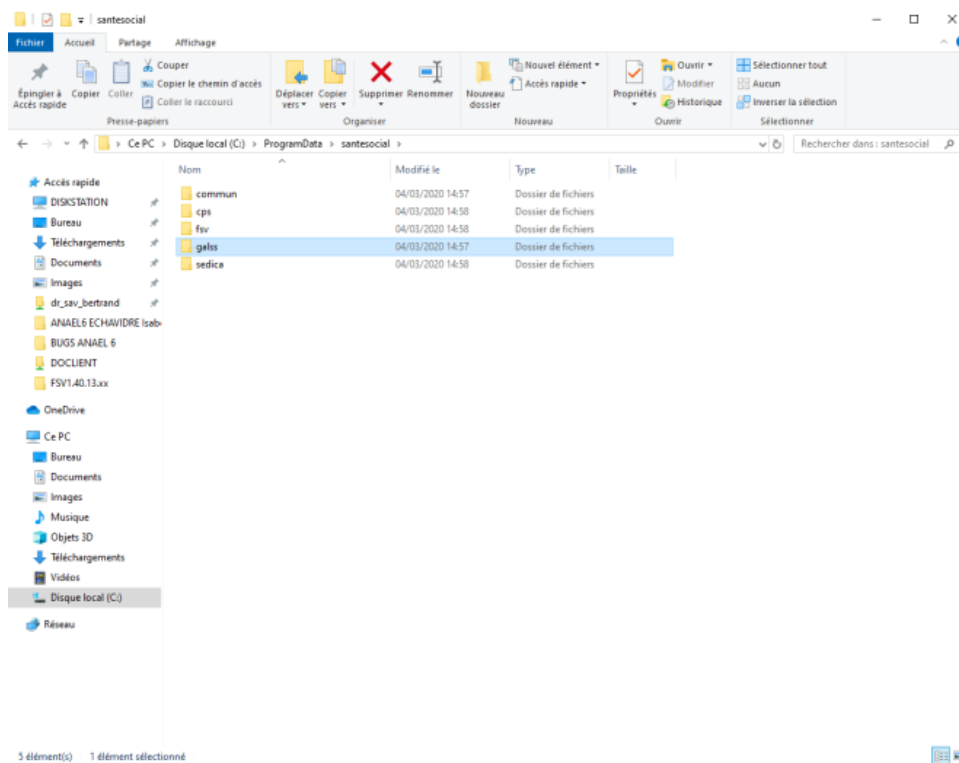 santesocial
Fichier Accueil Partage Affichage
Épingler à Accès rapide
Copier
Coller
Couper
Copier le chemin d'accès
Coller le raccourci
Déplacer vers
Copier vers
Supprimer
Renommer
Nouveau dossier
Nouvel élément
Accès rapide
Propriétés
Ouvrir
Modifier
Historique
Sélectionner tout
Aucun
Inverser la sélection
Presse-papiers Organiser Nouveau Ouvrir Sélectionner
Ce PC > Disque local (C:) > ProgramData > santesocial >
Rechercher dans : santesocial
Nom Modifié le Type Taille
commun 04/03/2020 14:57 Dossier de fichiers
cps 04/03/2020 14:58 Dossier de fichiers
fsv 04/03/2020 14:58 Dossier de fichiers
galss 04/03/2020 14:57 Dossier de fichiers
sedica 04/03/2020 14:58 Dossier de fichiers
Accès rapide
DISKSTATION
Bureau
Téléchargements
Documents
Images
dr_sav_bertrand
ANAEL6 ECHAVIDRE Isab
BUGS ANAEL 6
DOCLIENT
FSV1.40.13.xx
OneDrive
Ce PC
Bureau
Documents
Images
Musique
Objets 3D
Téléchargements
Vidéos
Disque local (C:)
Réseau
5 élément(s) 1 élément sélectionné